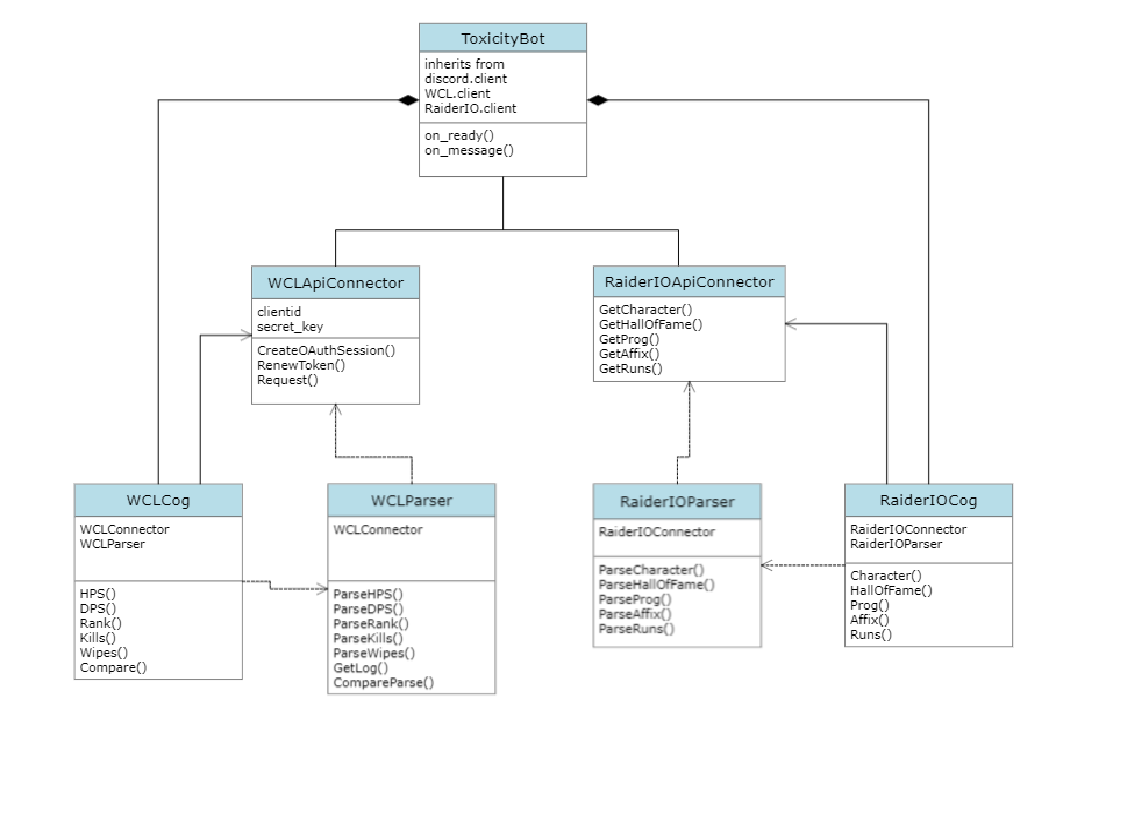 ToxicityBot
inherits from
discord.client
WCL.client
RaiderIO.client
on_ready()
on_message()
WCLApiConnector
clientid
secret_key
CreateOAuthSession()
RenewToken()
Request()
RaiderIOApiConnector
GetCharacter()
GetHallOfFame()
GetProg()
GetAffix()
GetRuns()
WCLCog
WCLConnector
WCLParser
HPS()
DPS()
Rank()
Kills()
Wipes()
Compare()
WCLParser
WCLConnector
ParseHPS()
ParseDPS()
ParseRank()
ParseKills()
ParseWipes()
GetLog()
CompareParse()
RaiderIOParser
RaiderIOConnector
ParseCharacter()
ParseHallOfFame()
ParseProg()
ParseAffix()
ParseRuns()
RaiderIOCog
RaiderIOConnector
RaiderIOParser
Character()
HallOfFame()
Prog()
Affix()
Runs()